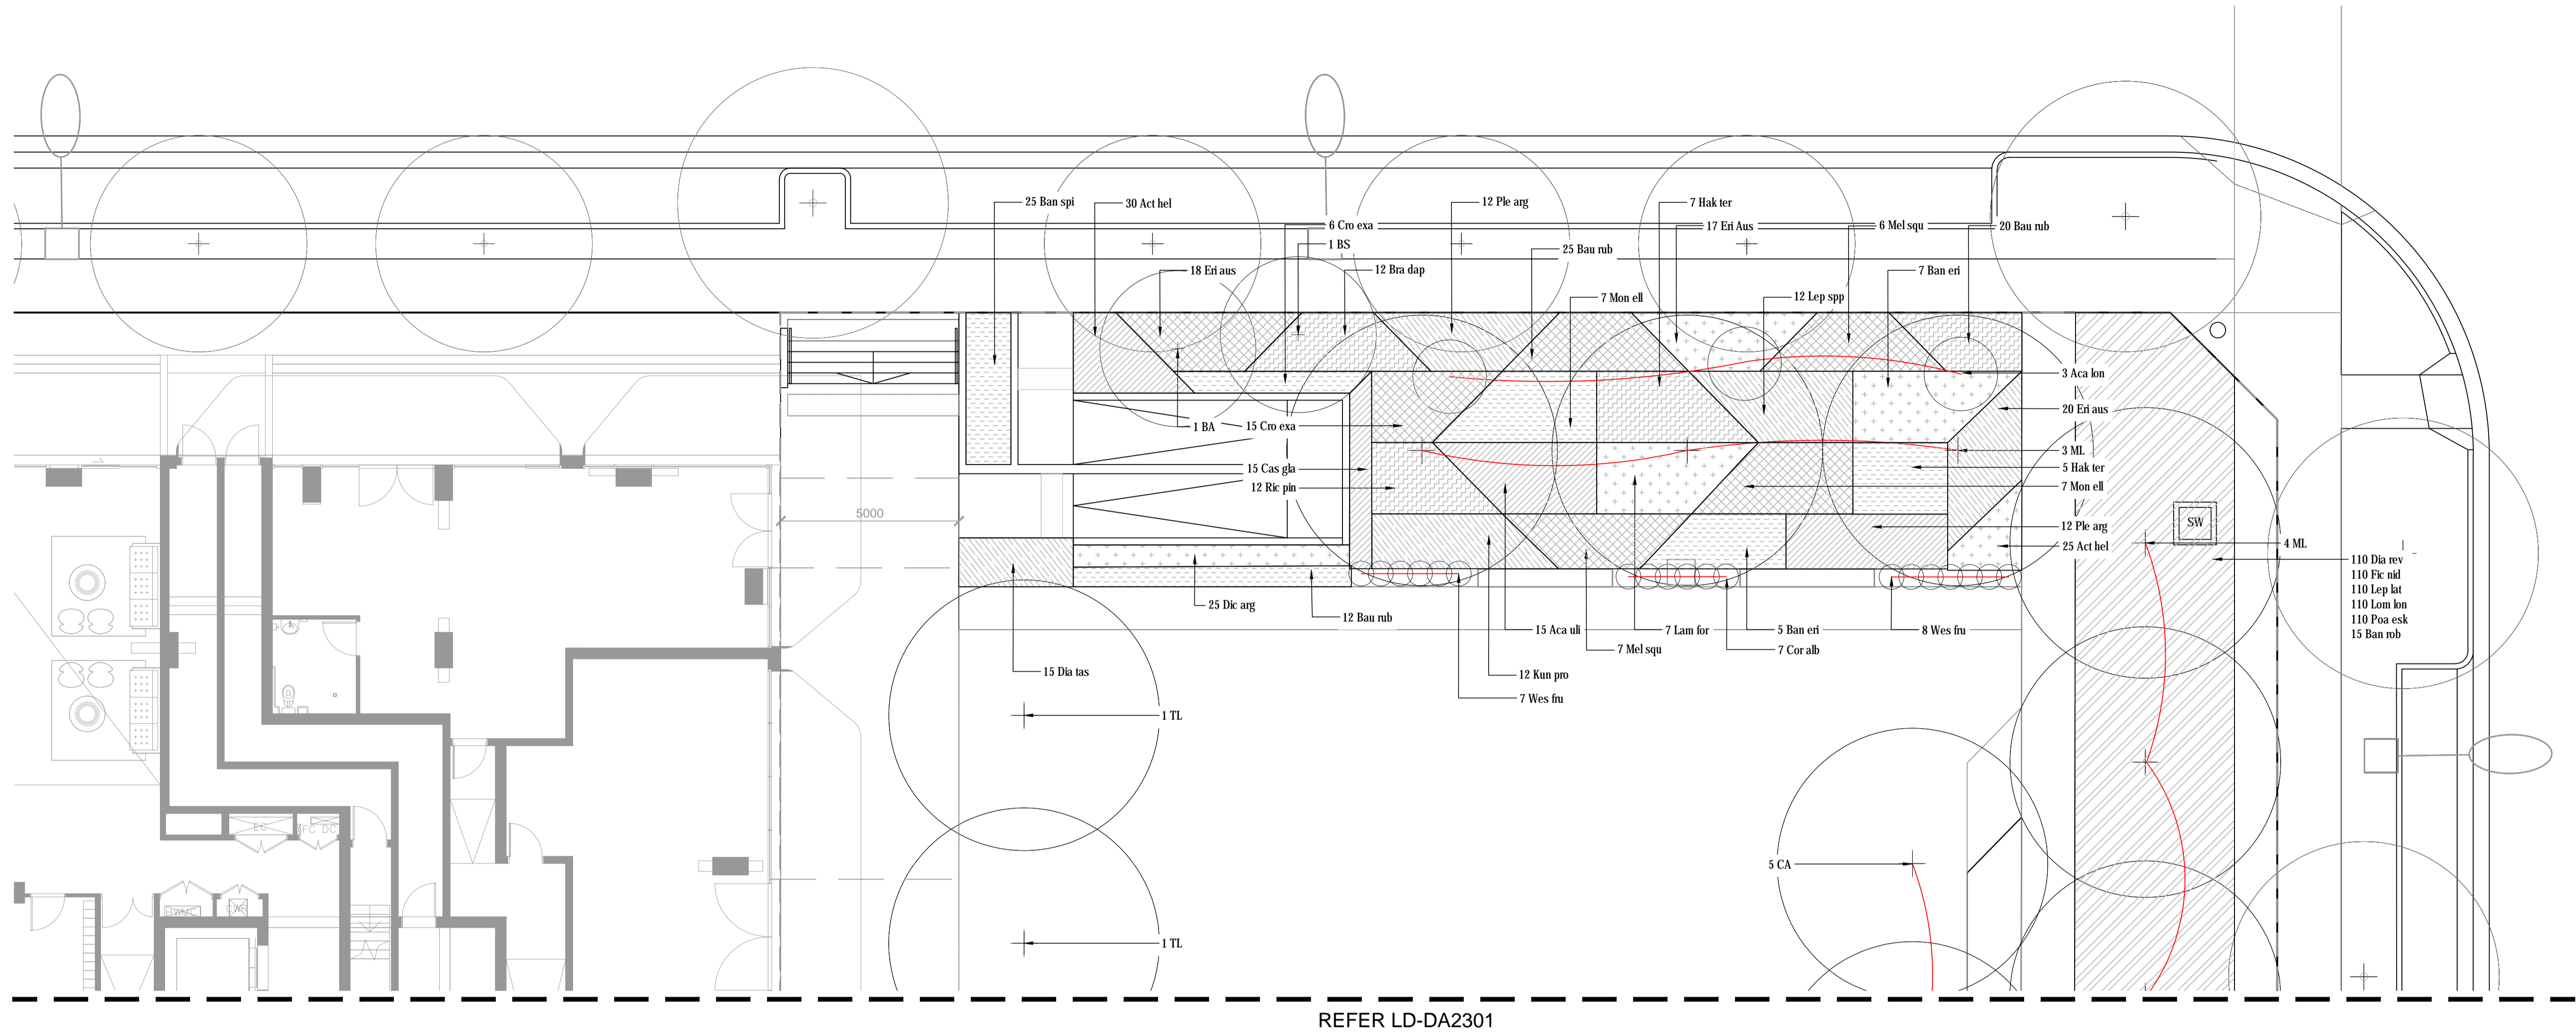 25 Ban spi
30 Act hel
12 Ple arg
7 Hak ter
6 Cro exa
17 Eri Aus
6 Mel squ
20 Bau rub
1 BS
25 Bau rub
18 Eri aus
12 Bra dap
7 Ban eri
7 Mon ell
12 Lep spp
3 Aca lon
20 Eri aus
1 BA
15 Cro exa
3 ML
15 Cas gla
5 Hak ter
12 Ric pin
7 Mon ell
5000
SW
12 Ple arg
25 Act hel
4 ML
110 Dia rev
110 Fic nid
110 Lep lat
110 Lom lon
110 Poa esk
15 Ban rob
25 Dic arg
12 Bau rub
15 Aca uli
7 Lam for
5 Ban eri
8 Wes fru
7 Mel squ
7 Cor alb
15 Dia tas
12 Kun pro
7 Wes fru
1 TL
EC
FC DC
5 CA
HWMC
CWR
1 TL
REFER LD-DA2301